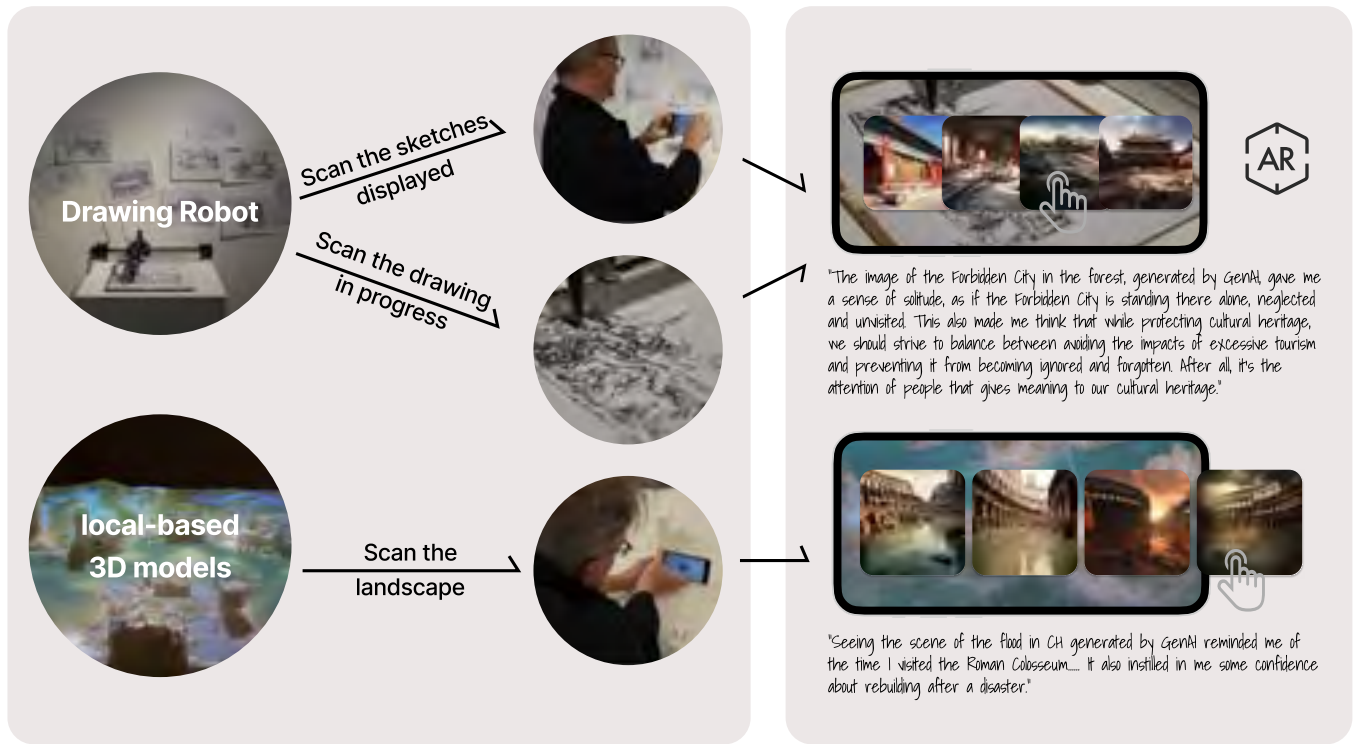 Drawing Robot
Scan the sketches
displayed
Scan the drawing
in progress
local-based
3D models
Scan the
landscape
AR
"The image of the Forbidden City in the forest, generated by GenAI, gave me
a sense of solitude, as if the Forbidden City is standing there alone, neglected
and unvisited. This also made me think that while protecting cultural heritage,
we should strive to balance between avoiding the impacts of excessive tourism
and preventing it from becoming ignored and forgotten. After all, it's the
attention of people that gives meaning to our cultural heritage."
"Seeing the scene of the flood in CH generated by GenAI reminded me of
the time I visited the Roman Colosseum...... It also instilled in me some confidence
about rebuilding after a disaster."